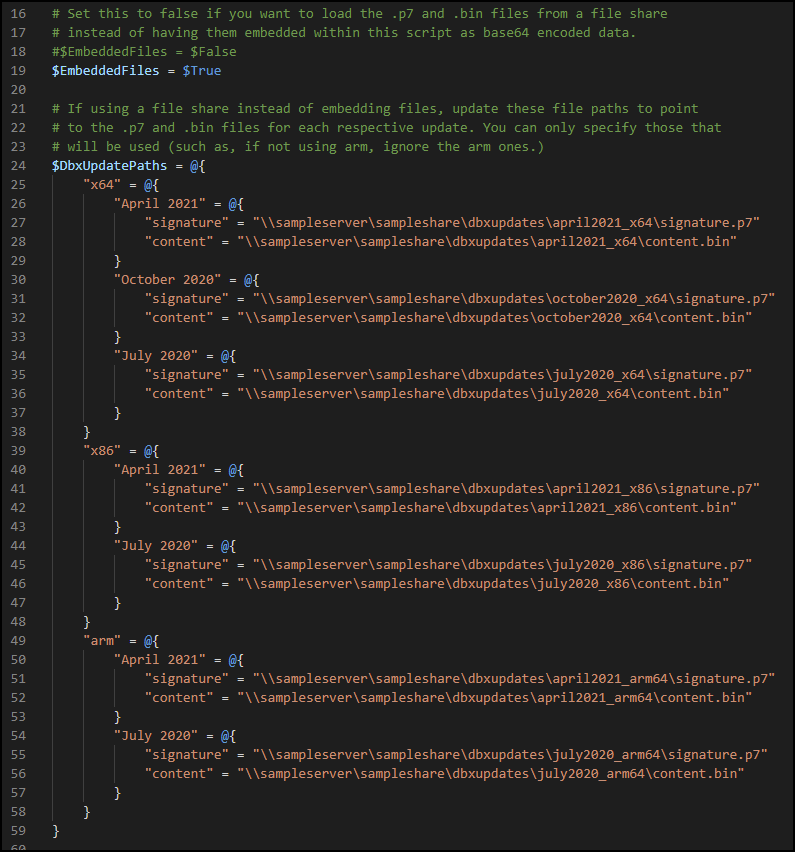 16 # Set this to false if you want to load the .p7 and .bin files from a file share
17 # instead of having them embedded within this script as base64 encoded data.
18 #$EmbeddedFiles = $False
19 $EmbeddedFiles = $True
20
21 # If using a file share instead of embedding files, update these file paths to point
22 # to the .p7 and .bin files for each respective update. You can only specify those that
23 # will be used (such as, if not using arm, ignore the arm ones.)
24 $DbxUpdatePaths = @{
25     "x64" = @{
26         "April 2021" = @{
27             "signature" = "\\sampleserver\sampleshare\dbxupdates\april2021_x64\signature.p7"
28             "content" = "\\sampleserver\sampleshare\dbxupdates\april2021_x64\content.bin"
29         }
30         "October 2020" = @{
31             "signature" = "\\sampleserver\sampleshare\dbxupdates\october2020_x64\signature.p7"
32             "content" = "\\sampleserver\sampleshare\dbxupdates\october2020_x64\content.bin"
33         }
34         "July 2020" = @{
35             "signature" = "\\sampleserver\sampleshare\dbxupdates\july2020_x64\signature.p7"
36             "content" = "\\sampleserver\sampleshare\dbxupdates\july2020_x64\content.bin"
37         }
38     }
39     "x86" = @{
40         "April 2021" = @{
41             "signature" = "\\sampleserver\sampleshare\dbxupdates\april2021_x86\signature.p7"
42             "content" = "\\sampleserver\sampleshare\dbxupdates\april2021_x86\content.bin"
43         }
44         "July 2020" = @{
45             "signature" = "\\sampleserver\sampleshare\dbxupdates\july2020_x86\signature.p7"
46             "content" = "\\sampleserver\sampleshare\dbxupdates\july2020_x86\content.bin"
47         }
48     }
49     "arm" = @{
50         "April 2021" = @{
51             "signature" = "\\sampleserver\sampleshare\dbxupdates\april2021_arm64\signature.p7"
52             "content" = "\\sampleserver\sampleshare\dbxupdates\april2021_arm64\content.bin"
53         }
54         "July 2020" = @{
55             "signature" = "\\sampleserver\sampleshare\dbxupdates\july2020_arm64\signature.p7"
56             "content" = "\\sampleserver\sampleshare\dbxupdates\july2020_arm64\content.bin"
57         }
58     }
59 }
60